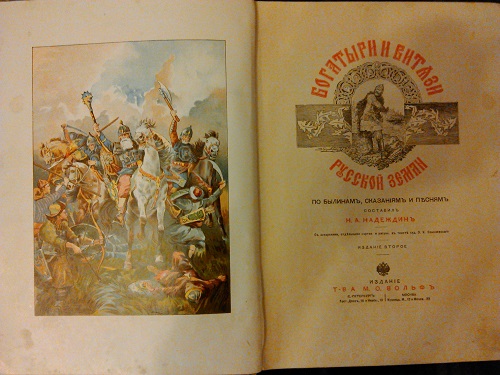 БОГАТЫРИ И ВИТЯЗИ
РУССКОЙ ЗЕМЛИ
ПО БЫЛИНАМЪ, СКАЗАНІЯМЪ И ПѢСНЯМЪ
СОСТАВИЛЪ
Н. А. НАДЕЖДИНЪ
ИЗДАНІЕ ВТОРОЕ
ИЗДАНІЕ
Т-ВА М. О. ВОЛЬФЪ
С.-ПЕТЕРБУРГЪ МОСКВА